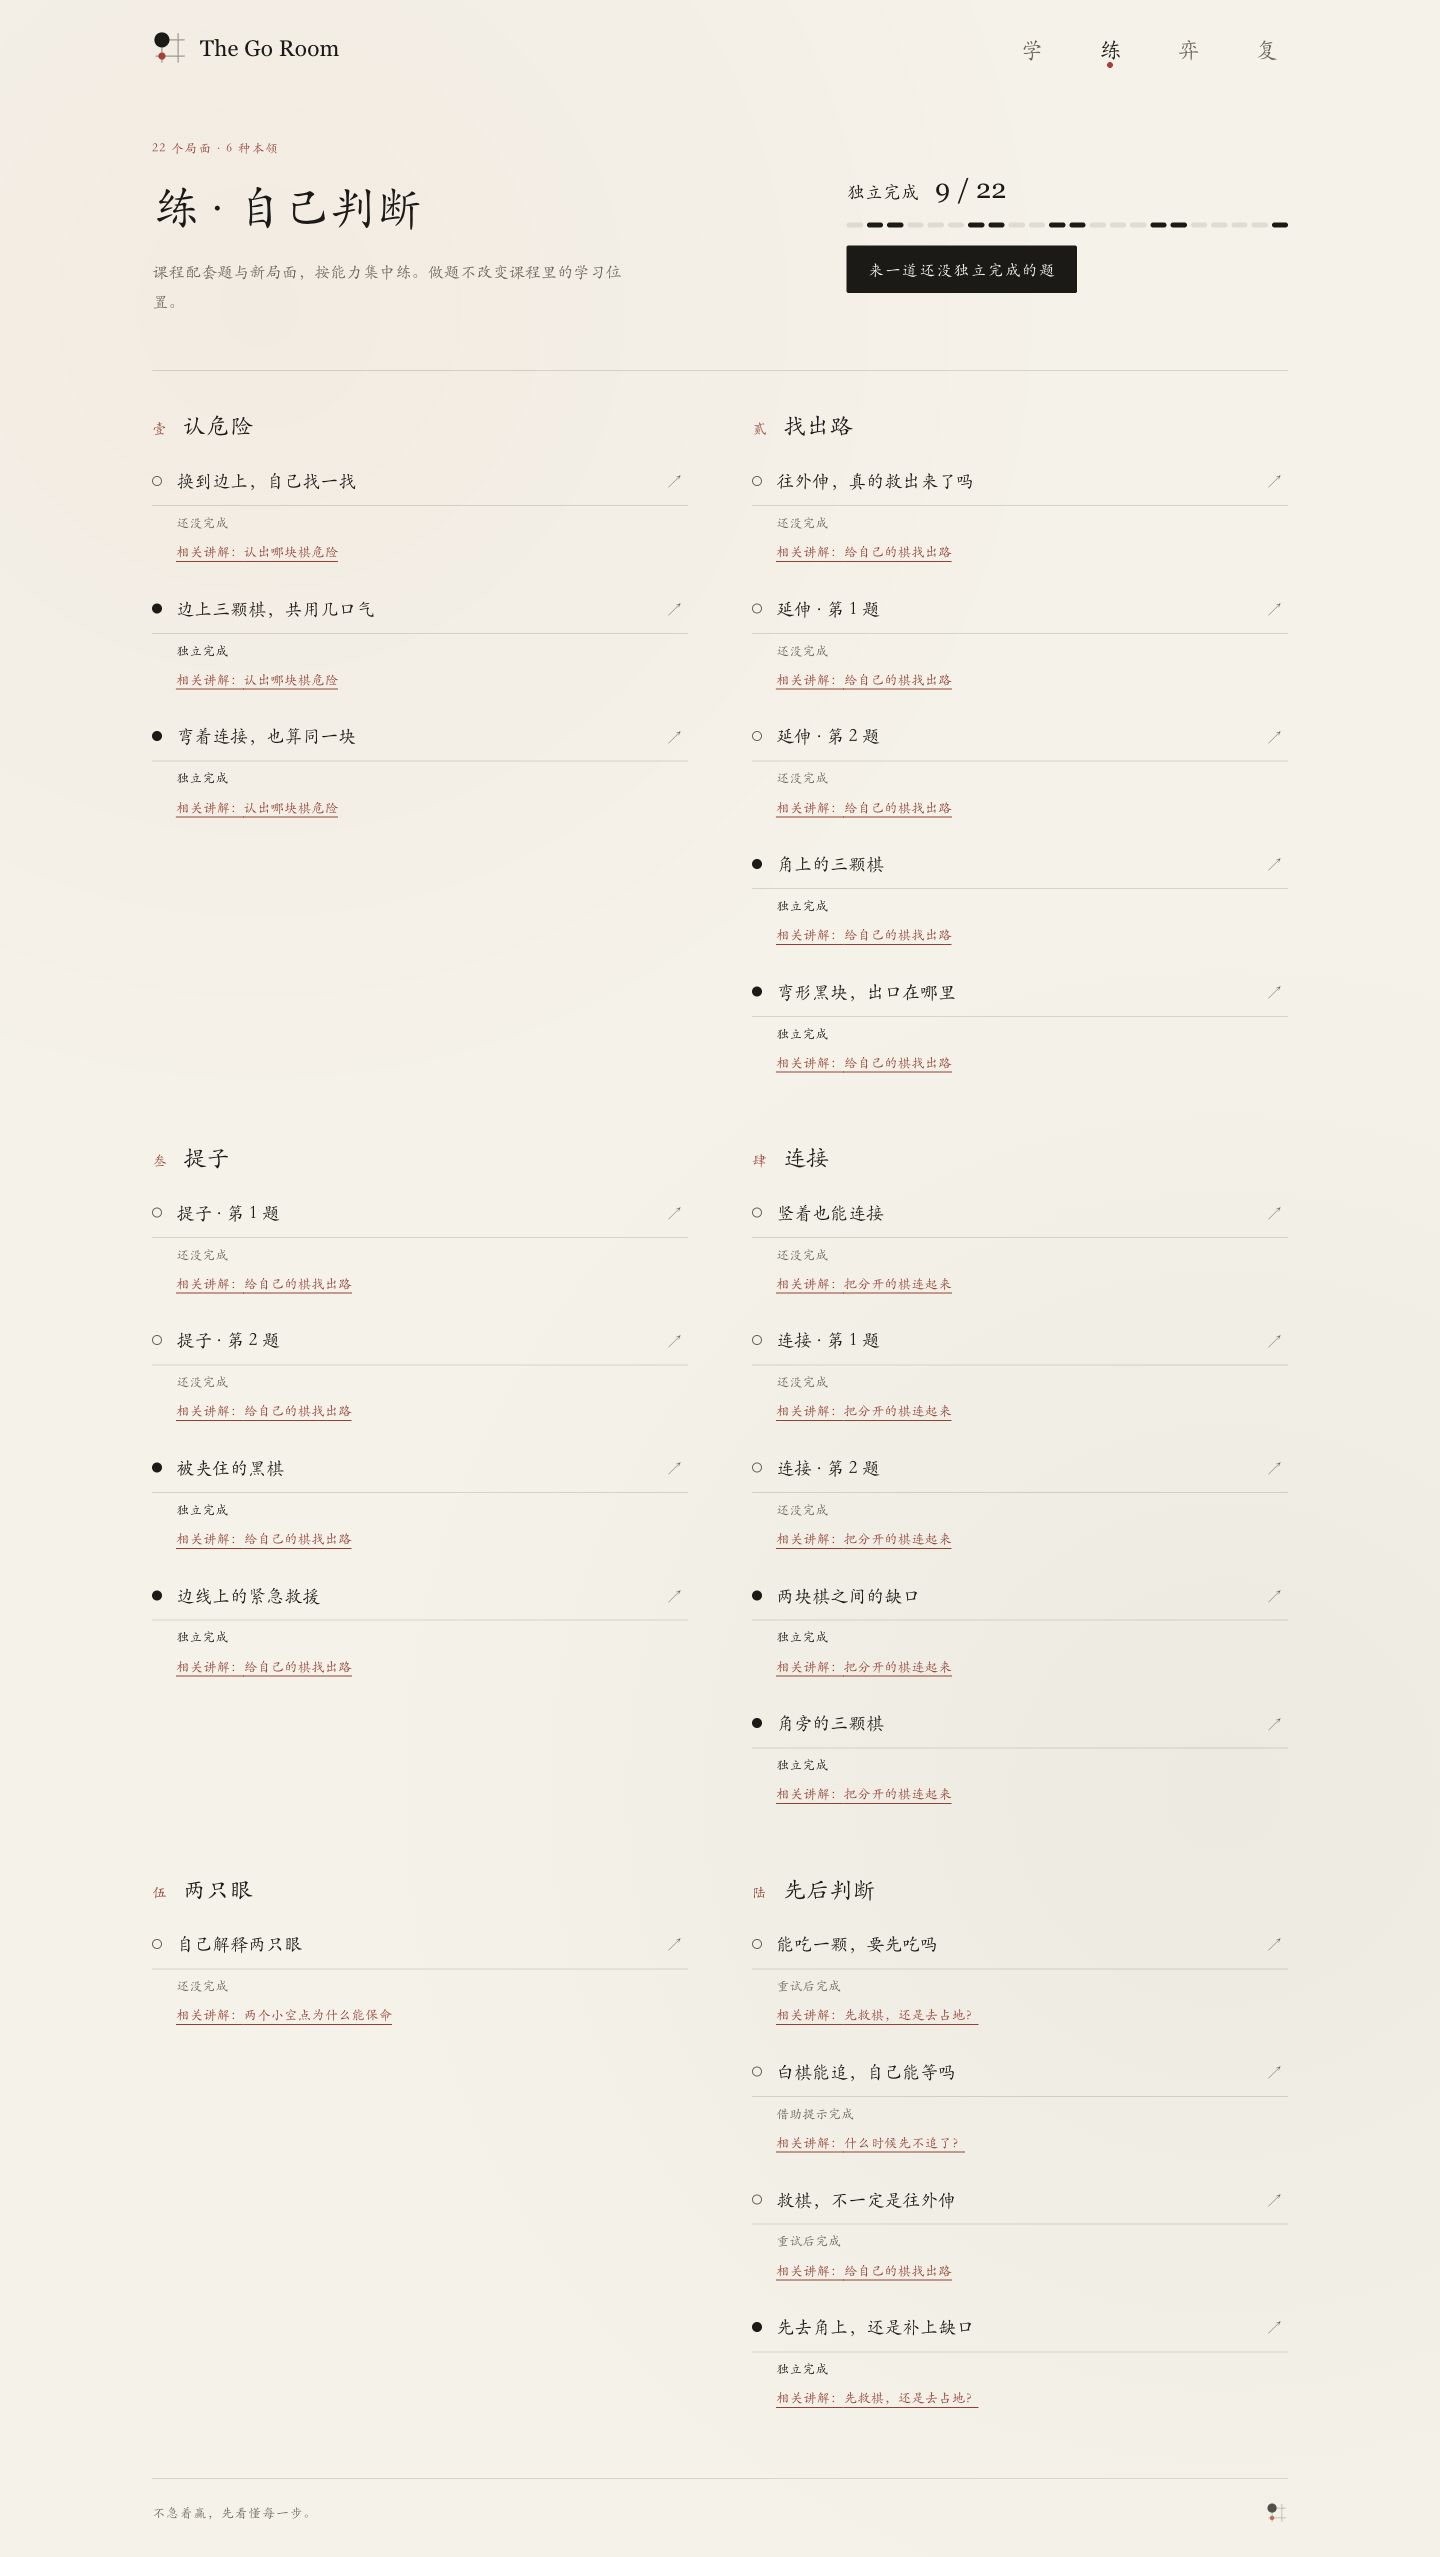 The Go Room
学 练 弈 复
22 个局面 · 6 种本领
练 · 自己判断
课程配套题与新局面，按能力集中练。做题不改变课程里的学习位
置。
独立完成 9 / 22
来一道还没独立完成的题
壹 认危险
换到边上，自己找一找 ↗
还没完成
相关讲解：认出哪块棋危险
边上三颗棋，共用几口气 ↗
独立完成
相关讲解：认出哪块棋危险
弯着连接，也算同一块 ↗
独立完成
相关讲解：认出哪块棋危险
贰 找出路
往外伸，真的救出来了吗 ↗
还没完成
相关讲解：给自己的棋找出路
延伸 · 第 1 题 ↗
还没完成
相关讲解：给自己的棋找出路
延伸 · 第 2 题 ↗
还没完成
相关讲解：给自己的棋找出路
角上的三颗棋 ↗
独立完成
相关讲解：给自己的棋找出路
弯形黑块，出口在哪里 ↗
独立完成
相关讲解：给自己的棋找出路
叁 提子
提子 · 第 1 题 ↗
还没完成
相关讲解：给自己的棋找出路
提子 · 第 2 题 ↗
还没完成
相关讲解：给自己的棋找出路
被夹住的黑棋 ↗
独立完成
相关讲解：给自己的棋找出路
边线上的紧急救援 ↗
独立完成
相关讲解：给自己的棋找出路
肆 连接
竖着也能连接 ↗
还没完成
相关讲解：把分开的棋连起来
连接 · 第 1 题 ↗
还没完成
相关讲解：把分开的棋连起来
连接 · 第 2 题 ↗
还没完成
相关讲解：把分开的棋连起来
两块棋之间的缺口 ↗
独立完成
相关讲解：把分开的棋连起来
角旁的三颗棋 ↗
独立完成
相关讲解：把分开的棋连起来
伍 两只眼
自己解释两只眼 ↗
还没完成
相关讲解：两个小空点为什么能保命
陆 先后判断
能吃一颗，要先吃吗 ↗
重试后完成
相关讲解：先救棋，还是去占地？
白棋能追，自己能等吗 ↗
借助提示完成
相关讲解：什么时候先不追了？
救棋，不一定是往外伸 ↗
重试后完成
相关讲解：给自己的棋找出路
先去角上，还是补上缺口 ↗
独立完成
相关讲解：先救棋，还是去占地？
不急着赢，先看懂每一步。